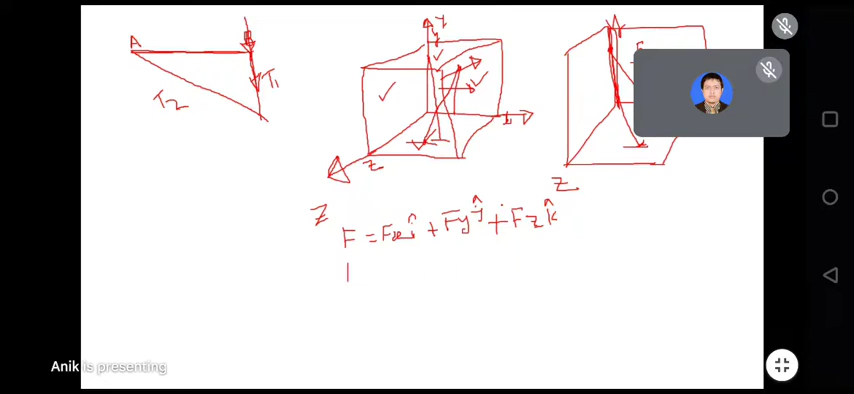 A
B
T1
T2
Y
y
Z
Z
Z
F = Fxî + Fyĵ + Fzk̂
Anik is presenting